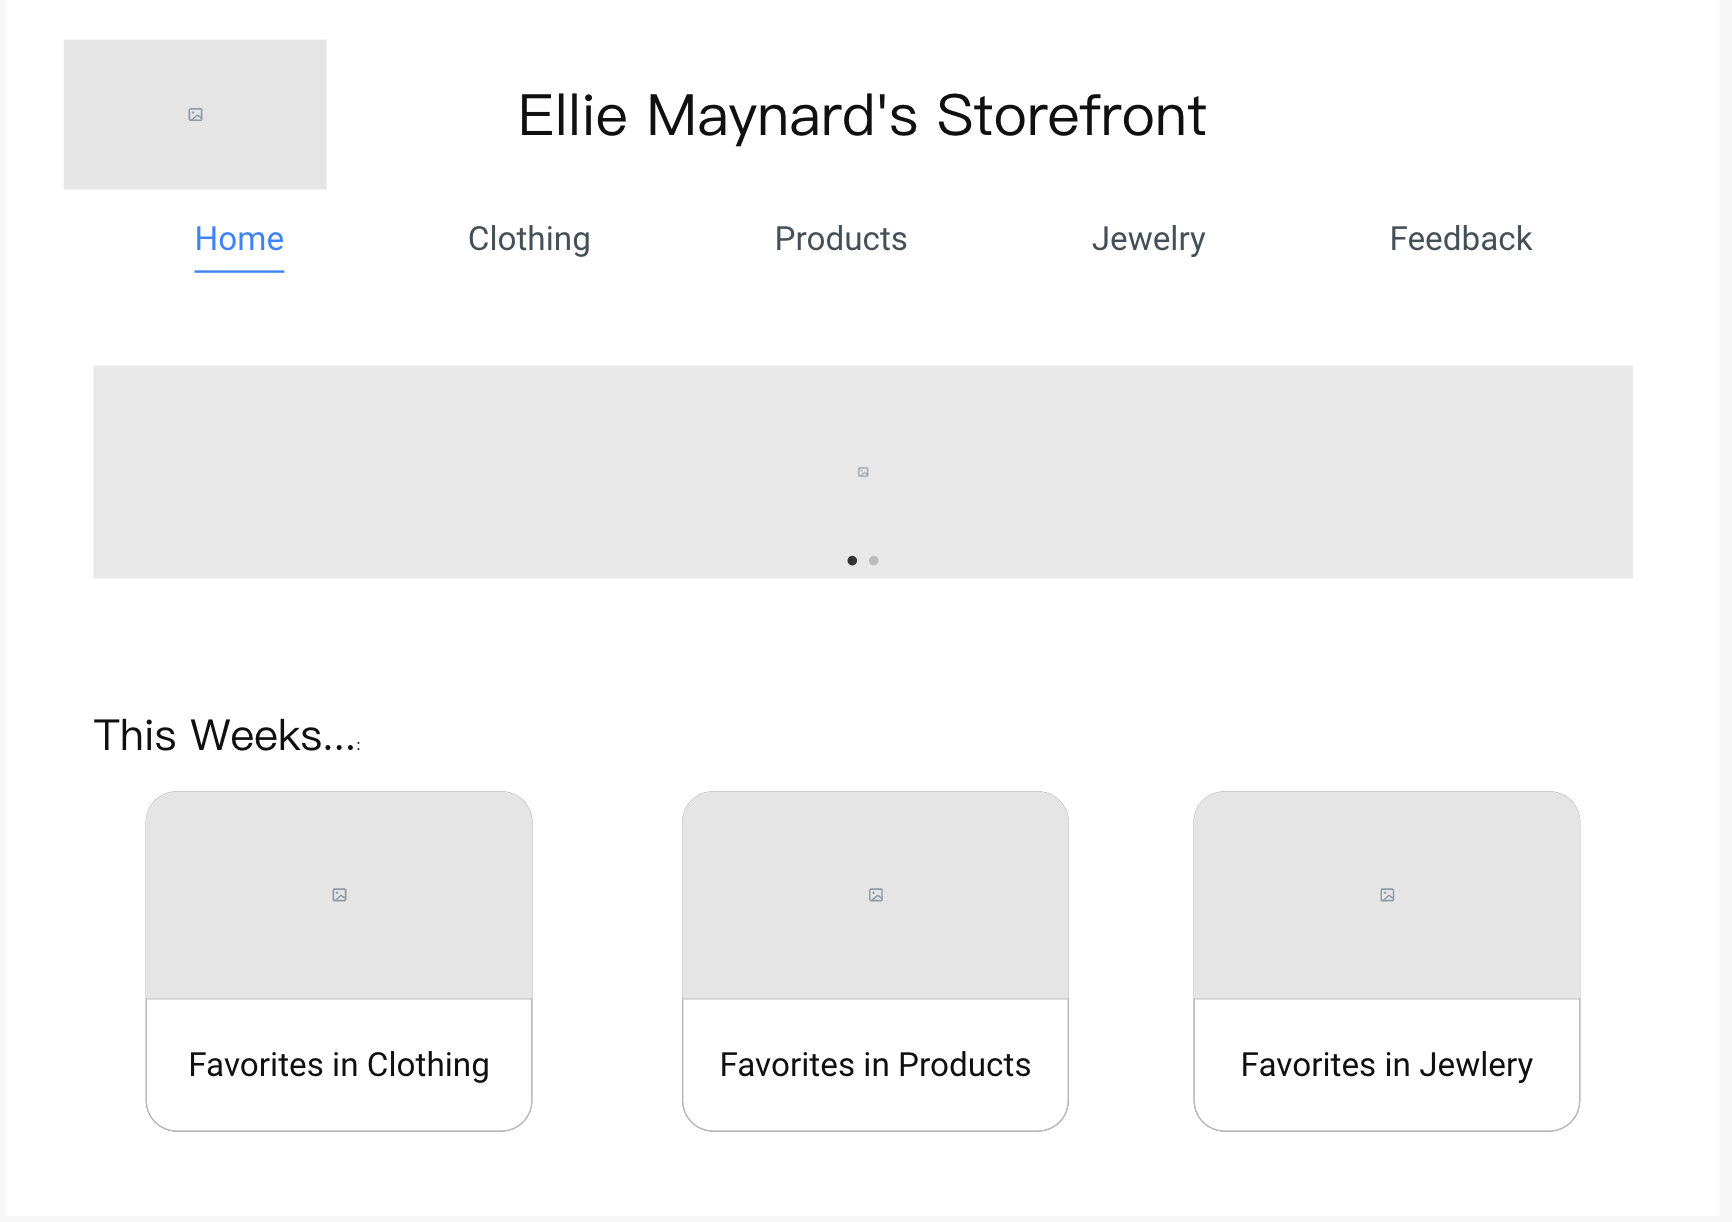 Ellie Maynard's Storefront
Home Clothing Products Jewelry Feedback
This Weeks...:
Favorites in Clothing Favorites in Products Favorites in Jewlery